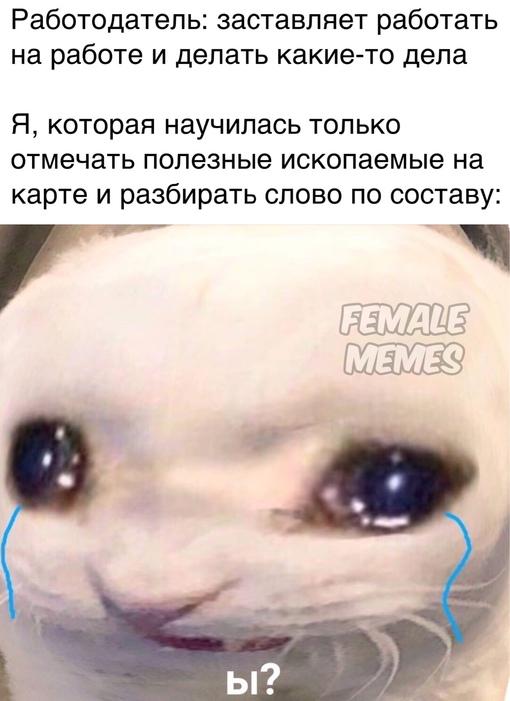 Работодатель: заставляет работать
на работе и делать какие-то дела
Я, которая научилась только
отмечать полезные ископаемые на
карте и разбирать слово по составу:
FEMALE
MEMES
ы?